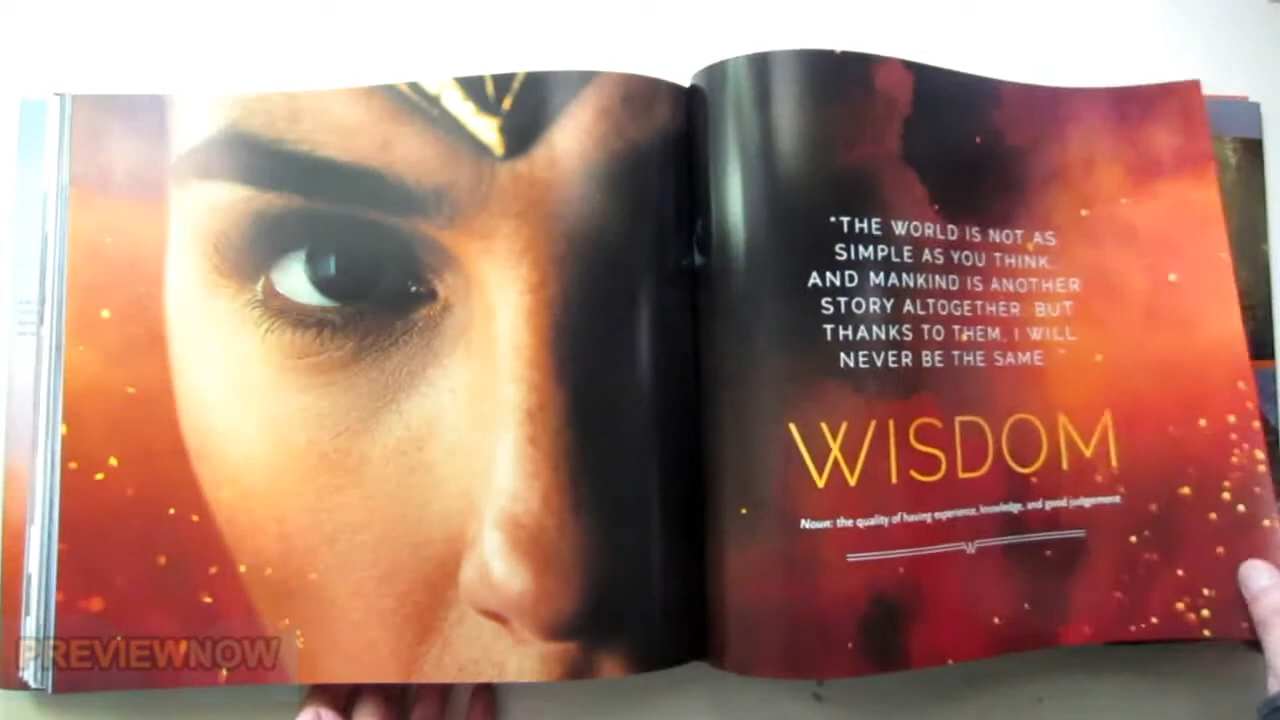 "THE WORLD IS NOT AS
SIMPLE AS YOU THINK.
AND MANKIND IS ANOTHER
STORY ALTOGETHER. BUT
THANKS TO THEM, I WILL
NEVER BE THE SAME."
WISDOM
Noun: the quality of having experience, knowledge, and good judgement
W
PREVIEWNOW